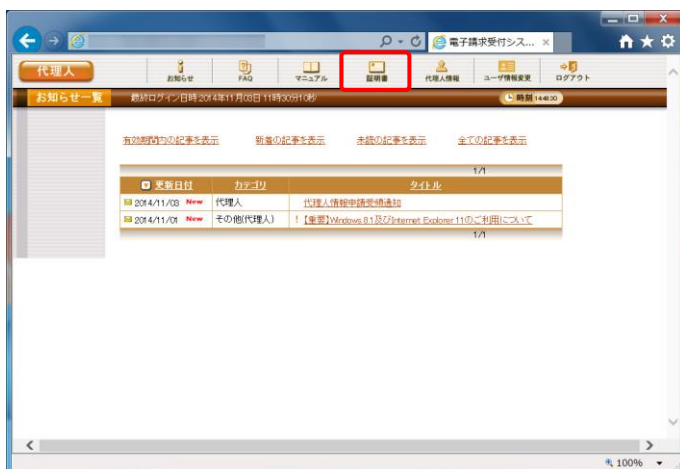 電子請求受付シス...
代理人
お知らせ FAQ マニュアル 証明書 代理人情報 ユーザ情報変更 ログアウト
お知らせ一覧 最終ログイン日時 2014年11月03日 11時30分10秒 時刻 14:48:30
有効期間内の記事を表示 新着の記事を表示 未読の記事を表示 全ての記事を表示
1/1
更新日付 カテゴリ タイトル
2014/11/03 New 代理人 代理人情報申請受領通知
2014/11/01 New その他(代理人) ! 【重要】Windows 8.1及びInternet Explorer 11のご利用について
1/1
100%